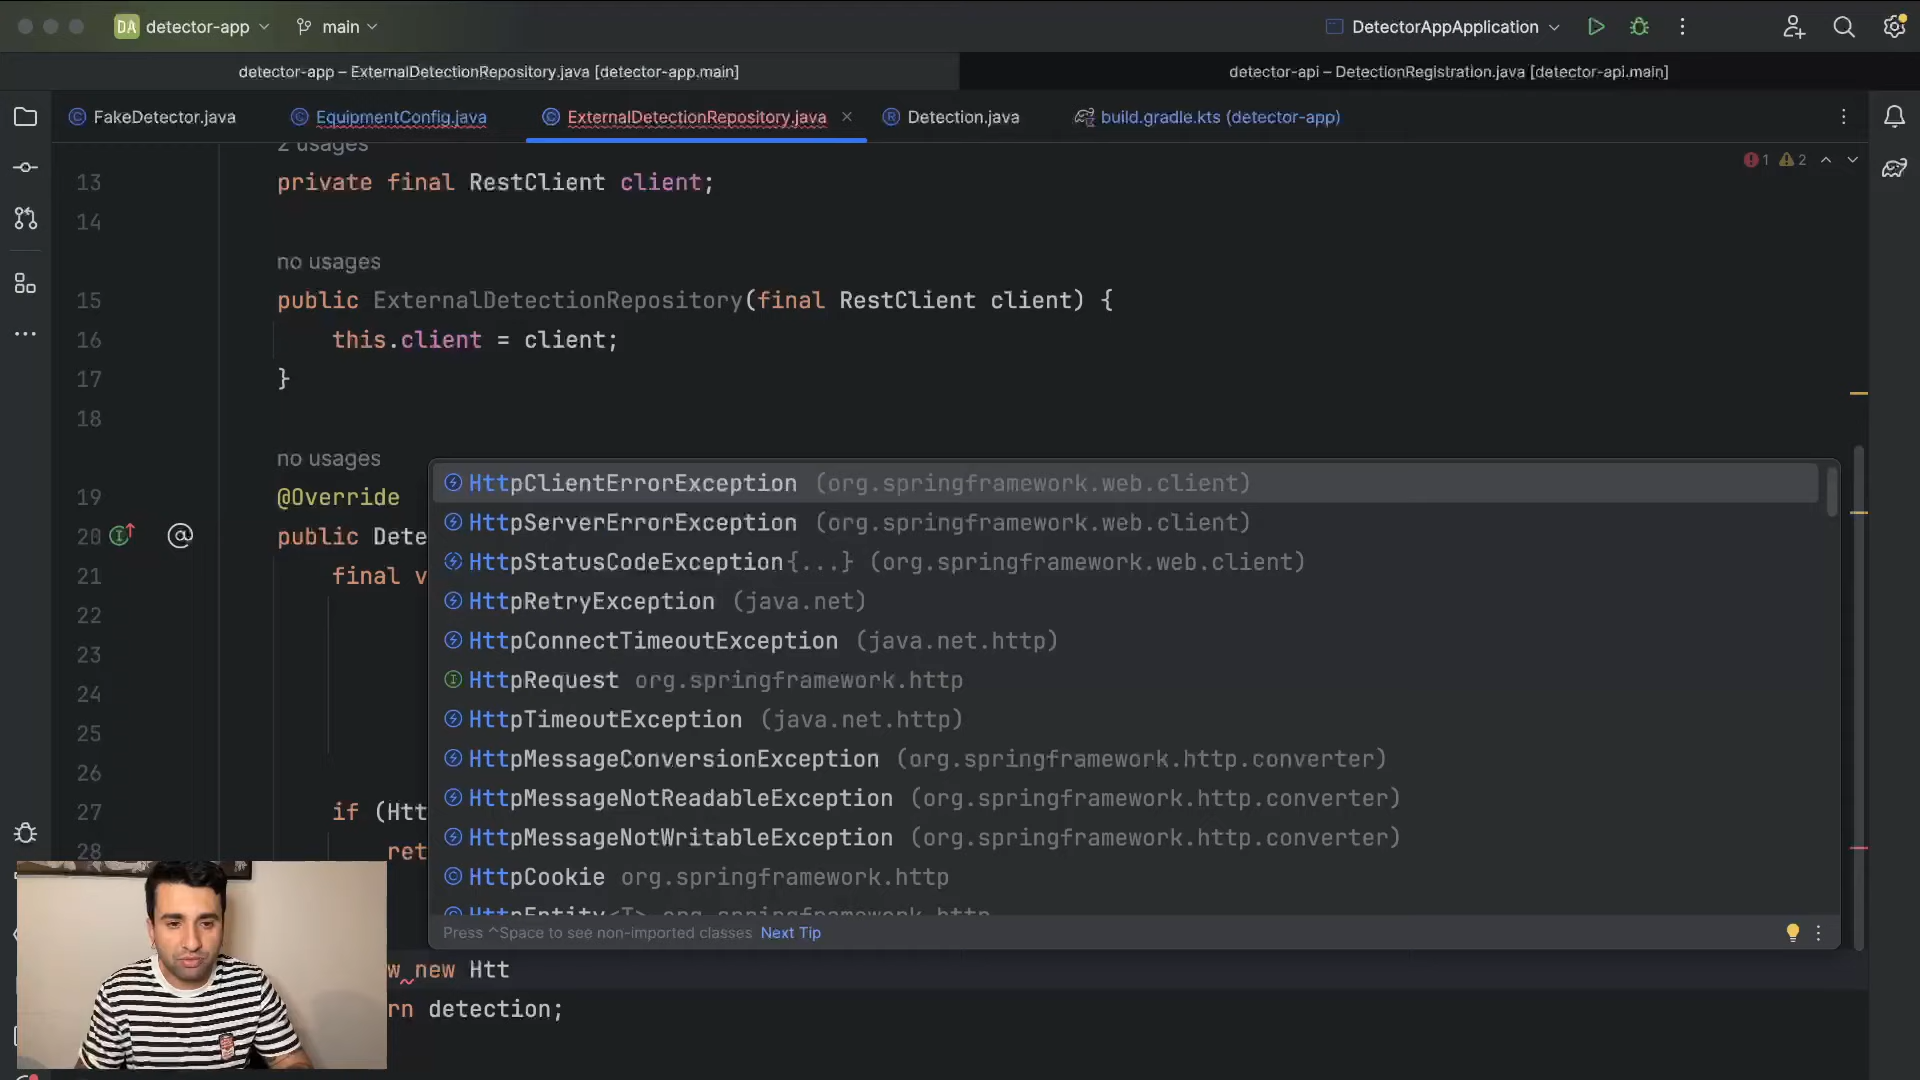 DA detector-app
main
DetectorAppApplication
detector-app – ExternalDetectionRepository.java [detector-app.main]
detector-api – DetectionRegistration.java [detector-api.main]
FakeDetector.java
EquipmentConfig.java
ExternalDetectionRepository.java
Detection.java
build.gradle.kts (detector-app)
2 usages
1
2
13 private final RestClient client;
14
no usages
15 public ExternalDetectionRepository(final RestClient client) {
16 this.client = client;
17 }
18
no usages
19 @Override
20 public Dete
21 final v
22
23
24
25
26
27 if (Htt
28 ret
HttpClientErrorException (org.springframework.web.client)
HttpServerErrorException (org.springframework.web.client)
HttpStatusCodeException{...} (org.springframework.web.client)
HttpRetryException (java.net)
HttpConnectTimeoutException (java.net.http)
HttpRequest org.springframework.http
HttpTimeoutException (java.net.http)
HttpMessageConversionException (org.springframework.http.converter)
HttpMessageNotReadableException (org.springframework.http.converter)
HttpMessageNotWritableException (org.springframework.http.converter)
HttpCookie org.springframework.http
HttpEntity<T> org.springframework.http
Press ^Space to see non-imported classes Next Tip
w new Htt
rn detection;